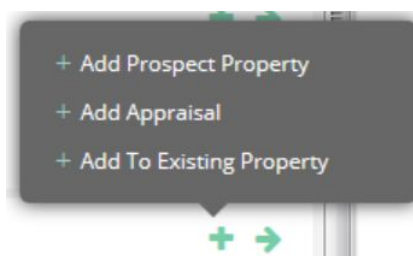 + Add Prospect Property
+ Add Appraisal
+ Add To Existing Property